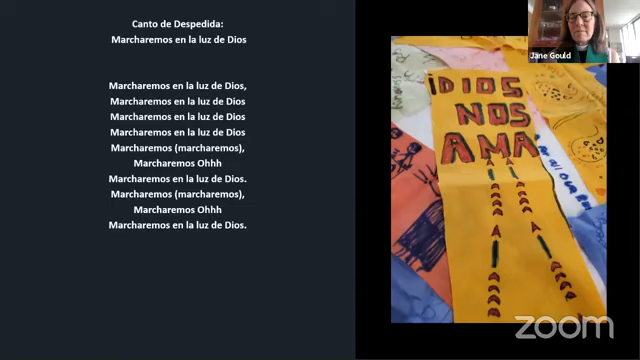 Canto de Despedida:
Marcharemos en la luz de Dios
Marcharemos en la luz de Dios,
Marcharemos en la luz de Dios
Marcharemos en la luz de Dios
Marcharemos en la luz de Dios
Marcharemos (marcharemos),
Marcharemos Ohhh
Marcharemos en la luz de Dios.
Marcharemos (marcharemos),
Marcharemos Ohhh
Marcharemos en la luz de Dios.
DIOS
NOS
AMA
Jane Gould
zoom